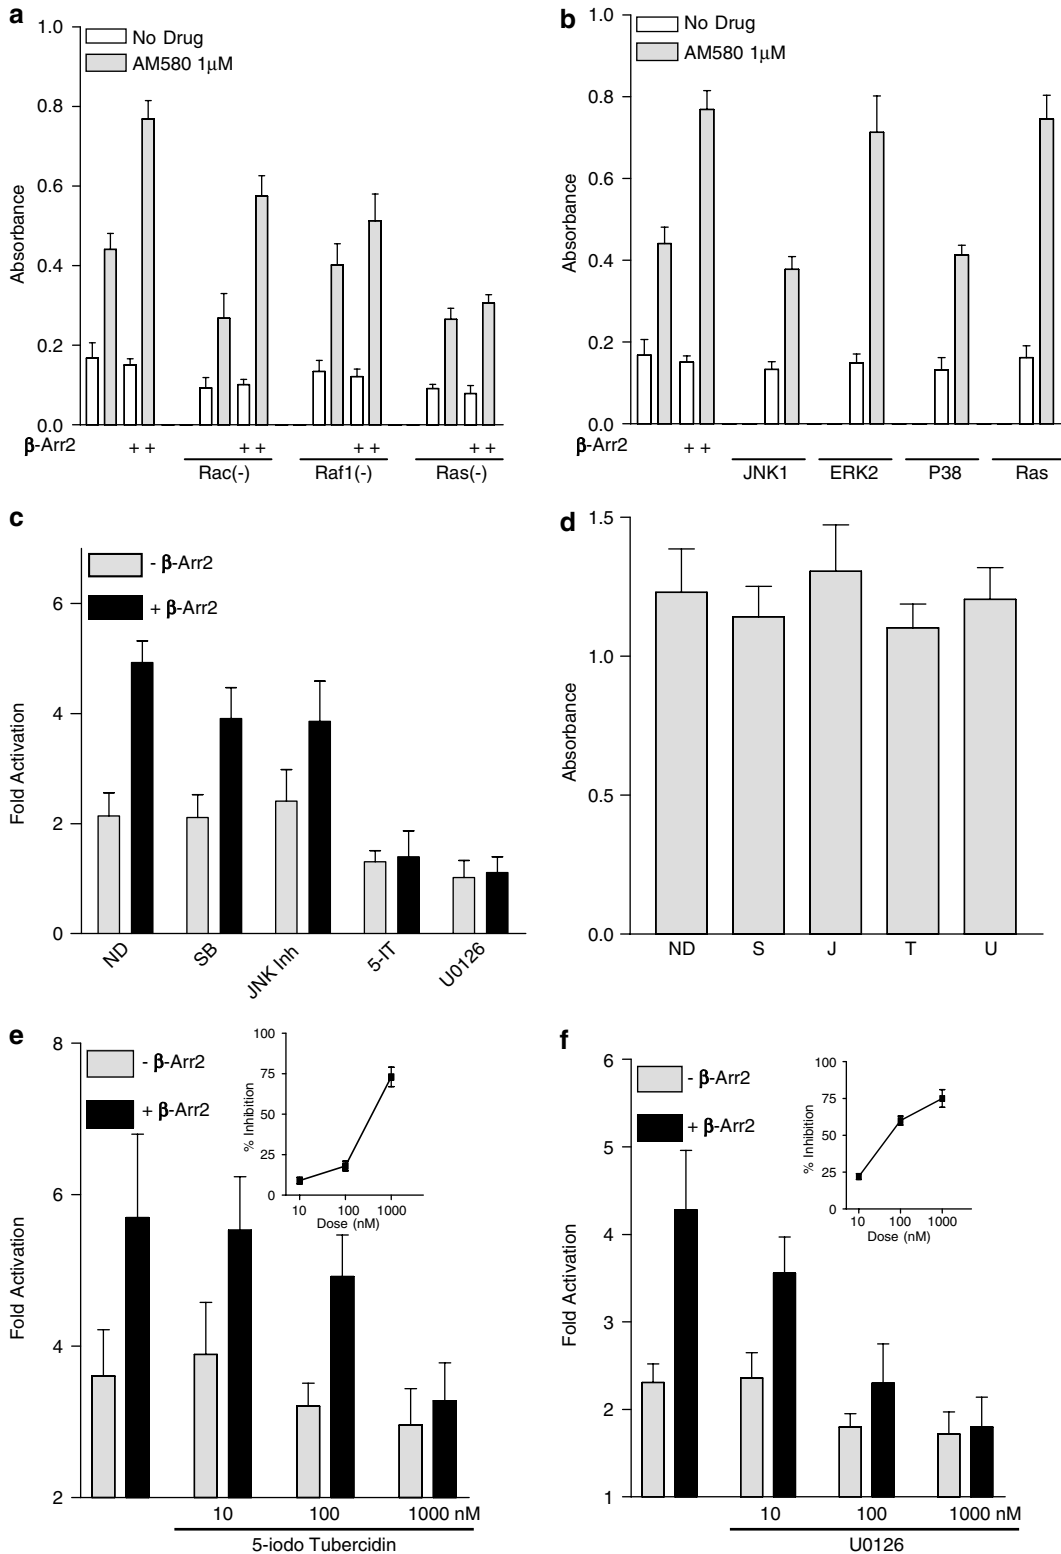 a
1.0
0.8
0.6
0.4
0.2
0.0
Absorbance
No Drug
AM580 1μM
β-Arr2
+ +
+ +
+ +
+ +
Rac(-)
Raf1(-)
Ras(-)
b
1.0
0.8
0.6
0.4
0.2
0.0
Absorbance
No Drug
AM580 1μM
β-Arr2
+ +
JNK1
ERK2
P38
Ras
c
6
4
2
0
Fold Activation
- β-Arr2
+ β-Arr2
ND
SB
JNK Inh
5-IT
U0126
d
1.5
1.0
0.5
0.0
Absorbance
ND
S
J
T
U
e
8
6
4
2
Fold Activation
- β-Arr2
+ β-Arr2
100
75
50
25
0
% Inhibition
10
100
1000
Dose (nM)
10
100
1000 nM
5-iodo Tubercidin
f
6
5
4
3
2
1
Fold Activation
- β-Arr2
+ β-Arr2
100
75
50
25
0
% Inhibition
10
100
1000
Dose (nM)
10
100
1000 nM
U0126